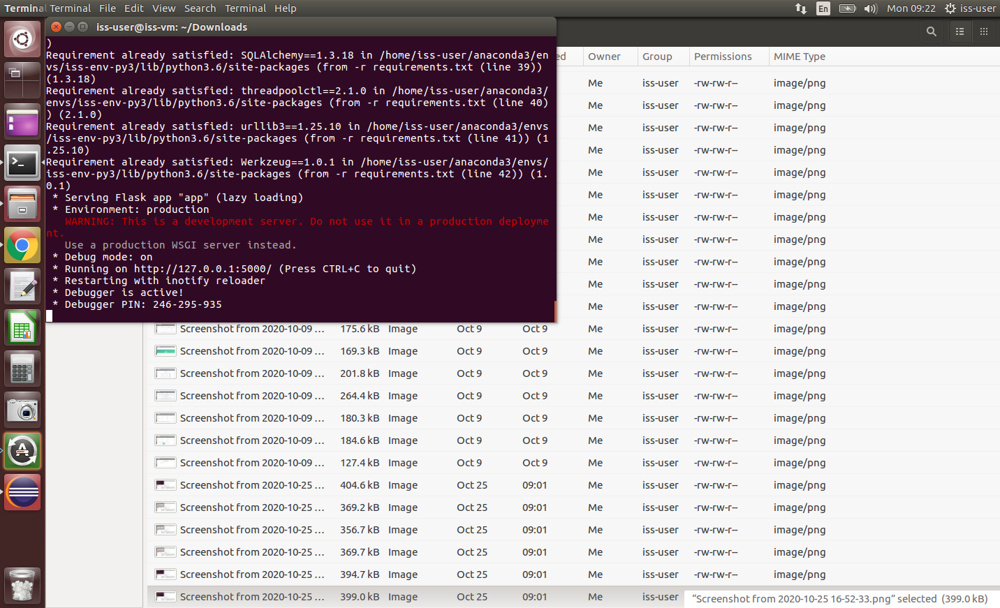 Terminal Terminal File Edit View Search Terminal Help En Mon 09:22 iss-user
iss-user@iss-vm: ~/Downloads
)
Requirement already satisfied: SQLAlchemy==1.3.18 in /home/iss-user/anaconda3/en
vs/iss-env-py3/lib/python3.6/site-packages (from -r requirements.txt (line 39))
(1.3.18)
Requirement already satisfied: threadpoolctl==2.1.0 in /home/iss-user/anaconda3/
envs/iss-env-py3/lib/python3.6/site-packages (from -r requirements.txt (line 40)
) (2.1.0)
Requirement already satisfied: urllib3==1.25.10 in /home/iss-user/anaconda3/envs
/iss-env-py3/lib/python3.6/site-packages (from -r requirements.txt (line 41)) (1
.25.10)
Requirement already satisfied: Werkzeug==1.0.1 in /home/iss-user/anaconda3/envs/
iss-env-py3/lib/python3.6/site-packages (from -r requirements.txt (line 42)) (1.
0.1)
* Serving Flask app "app" (lazy loading)
* Environment: production
WARNING: This is a development server. Do not use it in a production deployme
nt.
Use a production WSGI server instead.
* Debug mode: on
* Running on http://127.0.0.1:5000/ (Press CTRL+C to quit)
* Restarting with inotify reloader
* Debugger is active!
* Debugger PIN: 246-295-935
ed Owner Group Permissions MIME Type
Me iss-user -rw-rw-r-- image/png
Me iss-user -rw-rw-r-- image/png
Me iss-user -rw-rw-r-- image/png
Me iss-user -rw-rw-r-- image/png
Me iss-user -rw-rw-r-- image/png
Me iss-user -rw-rw-r-- image/png
Me iss-user -rw-rw-r-- image/png
Me iss-user -rw-rw-r-- image/png
Me iss-user -rw-rw-r-- image/png
Me iss-user -rw-rw-r-- image/png
Me iss-user -rw-rw-r-- image/png
Screenshot from 2020-10-09 ... 175.6 kB Image Oct 9 Oct 9 Me iss-user -rw-rw-r-- image/png
Screenshot from 2020-10-09 ... 169.3 kB Image Oct 9 Oct 9 Me iss-user -rw-rw-r-- image/png
Screenshot from 2020-10-09 ... 201.8 kB Image Oct 9 Oct 9 Me iss-user -rw-rw-r-- image/png
Screenshot from 2020-10-09 ... 264.4 kB Image Oct 9 Oct 9 Me iss-user -rw-rw-r-- image/png
Screenshot from 2020-10-09 ... 180.3 kB Image Oct 9 Oct 9 Me iss-user -rw-rw-r-- image/png
Screenshot from 2020-10-09 ... 184.6 kB Image Oct 9 Oct 9 Me iss-user -rw-rw-r-- image/png
Screenshot from 2020-10-09 ... 127.4 kB Image Oct 9 Oct 9 Me iss-user -rw-rw-r-- image/png
Screenshot from 2020-10-25 ... 404.6 kB Image Oct 25 09:01 Me iss-user -rw-rw-r-- image/png
Screenshot from 2020-10-25 ... 369.2 kB Image Oct 25 09:01 Me iss-user -rw-rw-r-- image/png
Screenshot from 2020-10-25 ... 356.7 kB Image Oct 25 09:01 Me iss-user -rw-rw-r-- image/png
Screenshot from 2020-10-25 ... 369.7 kB Image Oct 25 09:01 Me iss-user -rw-rw-r-- image/png
Screenshot from 2020-10-25 ... 394.7 kB Image Oct 25 09:01 Me iss-user -rw-rw-r-- image/png
Screenshot from 2020-10-25 ... 399.0 kB Image Oct 25 09:01 Me iss-user
“Screenshot from 2020-10-25 16-52-33.png” selected (399.0 kB)